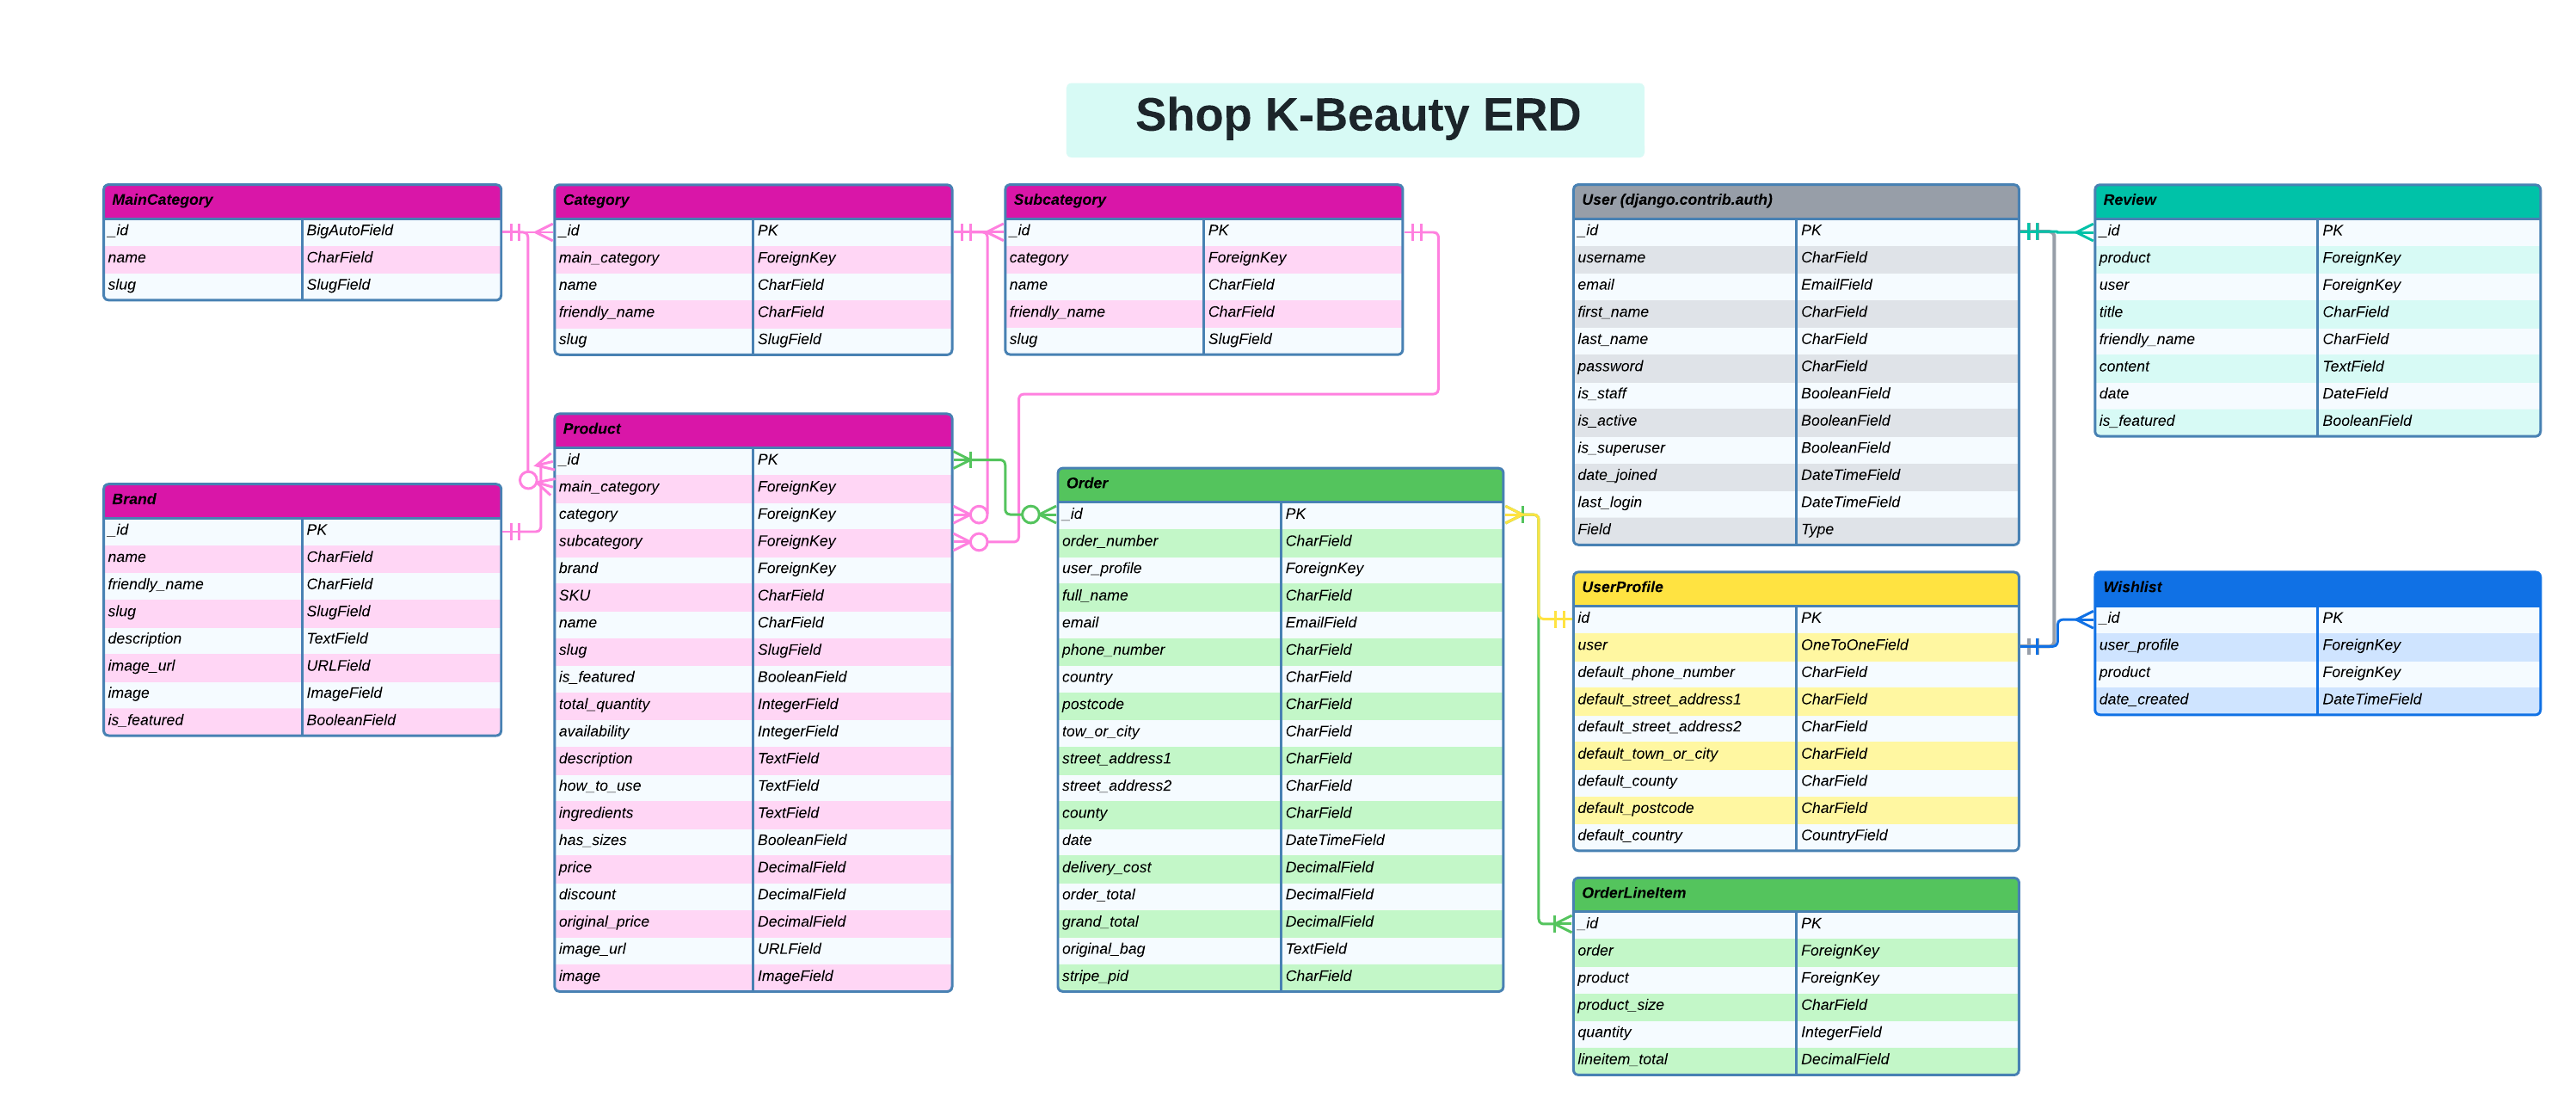 Shop K-Beauty ERD
MainCategory
_id BigAutoField
name CharField
slug SlugField
Category
_id PK
main_category ForeignKey
name CharField
friendly_name CharField
slug SlugField
Subcategory
_id PK
category ForeignKey
name CharField
friendly_name CharField
slug SlugField
User (django.contrib.auth)
_id PK
username CharField
email EmailField
first_name CharField
last_name CharField
password CharField
is_staff BooleanField
is_active BooleanField
is_superuser BooleanField
date_joined DateTimeField
last_login DateTimeField
Field Type
Review
_id PK
product ForeignKey
user ForeignKey
title CharField
friendly_name CharField
content TextField
date DateField
is_featured BooleanField
Brand
_id PK
name CharField
friendly_name CharField
slug SlugField
description TextField
image_url URLField
image ImageField
is_featured BooleanField
Product
_id PK
main_category ForeignKey
category ForeignKey
subcategory ForeignKey
brand ForeignKey
SKU CharField
name CharField
slug SlugField
is_featured BooleanField
total_quantity IntegerField
availability IntegerField
description TextField
how_to_use TextField
ingredients TextField
has_sizes BooleanField
price DecimalField
discount DecimalField
original_price DecimalField
image_url URLField
image ImageField
Order
_id PK
order_number CharField
user_profile ForeignKey
full_name CharField
email EmailField
phone_number CharField
country CharField
postcode CharField
tow_or_city CharField
street_address1 CharField
street_address2 CharField
county CharField
date DateTimeField
delivery_cost DecimalField
order_total DecimalField
grand_total DecimalField
original_bag TextField
stripe_pid CharField
UserProfile
id PK
user OneToOneField
default_phone_number CharField
default_street_address1 CharField
default_street_address2 CharField
default_town_or_city CharField
default_county CharField
default_postcode CharField
default_country CountryField
Wishlist
_id PK
user_profile ForeignKey
product ForeignKey
date_created DateTimeField
OrderLineItem
_id PK
order ForeignKey
product ForeignKey
product_size CharField
quantity IntegerField
lineitem_total DecimalField